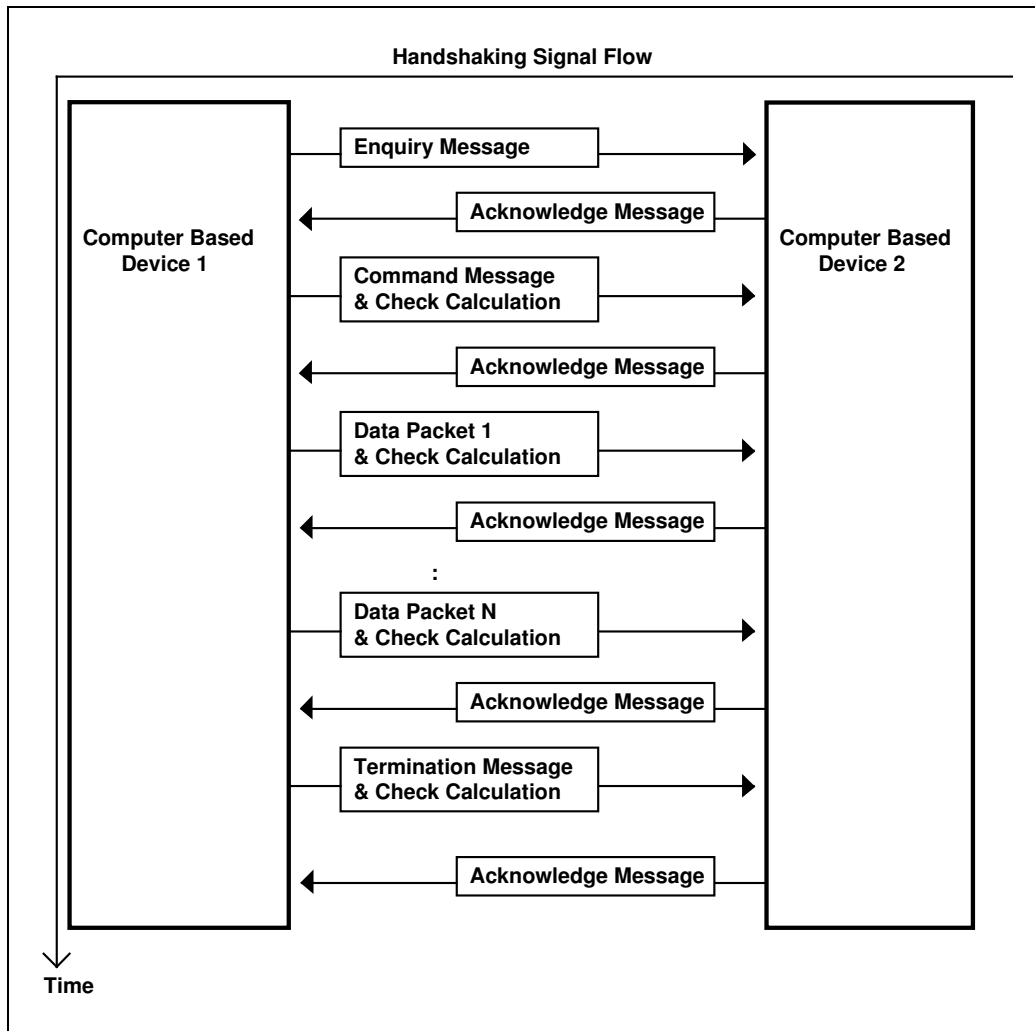 Handshaking Signal Flow
Enquiry Message
Acknowledge Message
Computer Based
Device 1
Computer Based
Device 2
Command Message
& Check Calculation
Acknowledge Message
Data Packet 1
& Check Calculation
Acknowledge Message
:
Data Packet N
& Check Calculation
Acknowledge Message
Termination Message
& Check Calculation
Acknowledge Message
Time